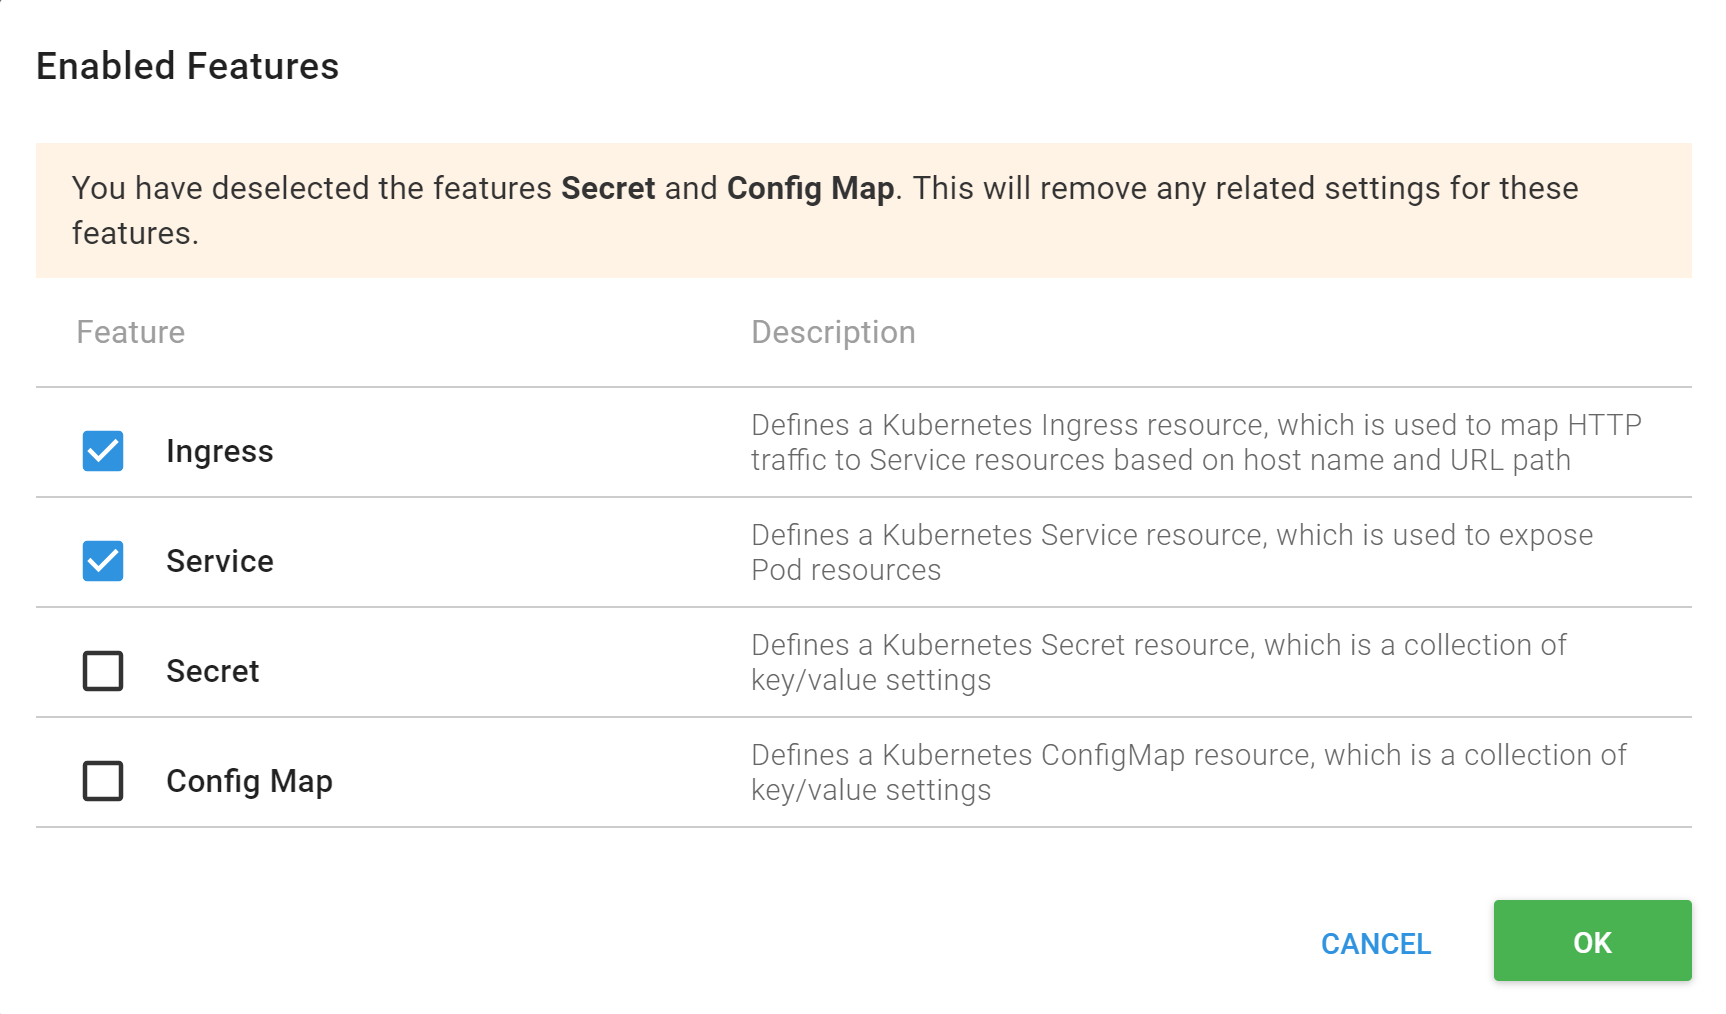 Enabled Features
You have deselected the features Secret and Config Map. This will remove any related settings for these
features.
Feature
Description
Ingress
Defines a Kubernetes Ingress resource, which is used to map HTTP
traffic to Service resources based on host name and URL path
Service
Defines a Kubernetes Service resource, which is used to expose
Pod resources
Secret
Defines a Kubernetes Secret resource, which is a collection of
key/value settings
Config Map
Defines a Kubernetes ConfigMap resource, which is a collection of
key/value settings
CANCEL
OK